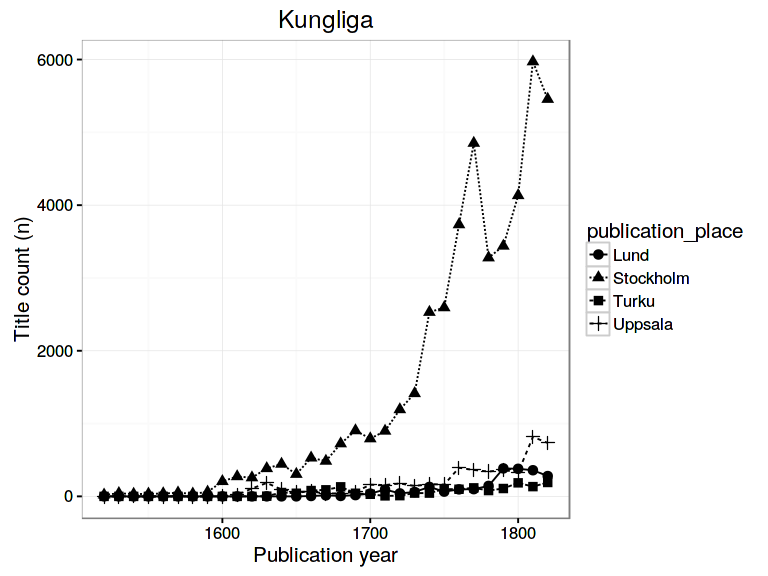 Kungliga
6000
4000
2000
0
Title count (n)
1600
1700
1800
Publication year
publication_place
Lund
Stockholm
Turku
Uppsala